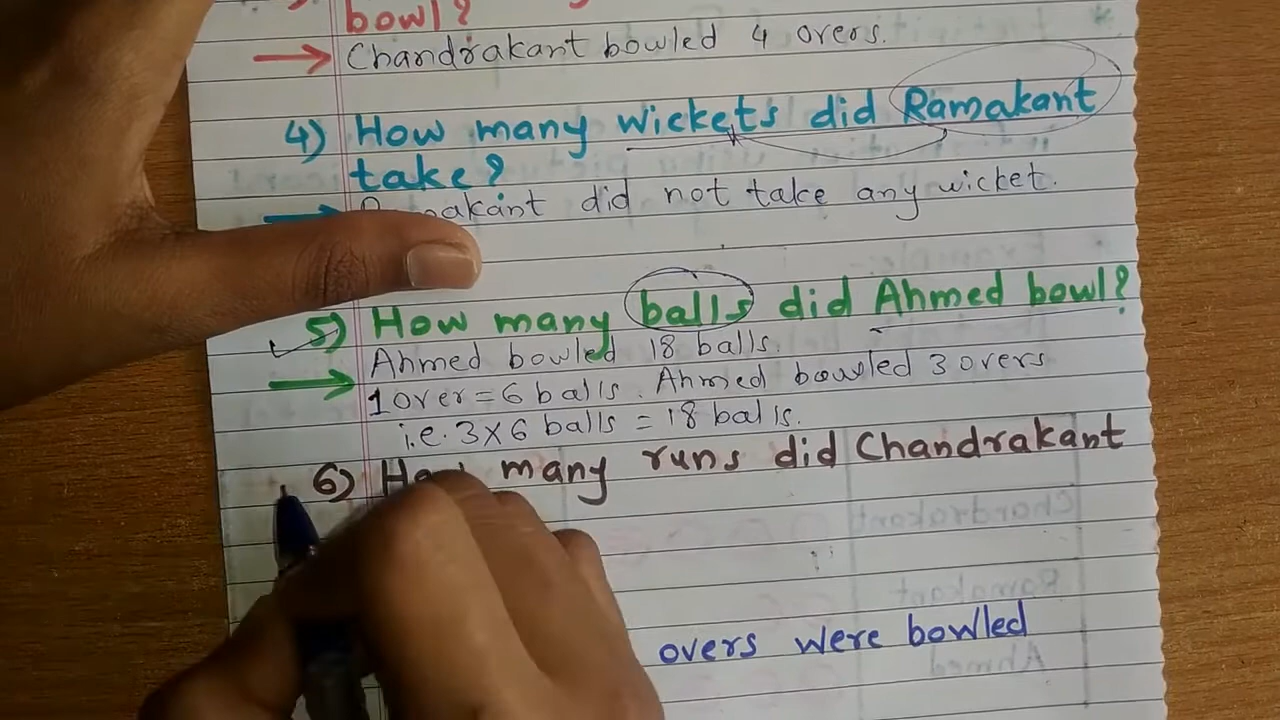 bowl?
Chandrakant bowled 4 overs.
4) How many wickets did Ramakant
take?
did not take any wicket.
5) How many balls did Ahmed bowl?
Ahmed bowled 18 balls.
1 over = 6 balls. Ahmed bowled 3 overs
i.e. 3 X 6 balls = 18 balls.
6) How many runs did Chandrakant
overs were bowled